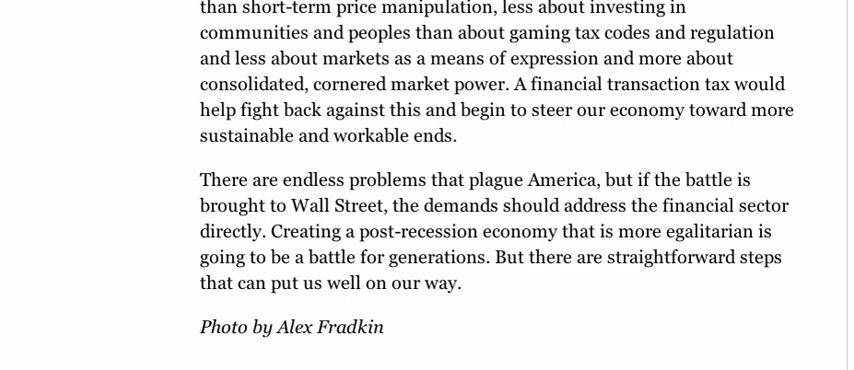 than short-term price manipulation, less about investing in
communities and peoples than about gaming tax codes and regulation
and less about markets as a means of expression and more about
consolidated, cornered market power. A financial transaction tax would
help fight back against this and begin to steer our economy toward more
sustainable and workable ends.
There are endless problems that plague America, but if the battle is
brought to Wall Street, the demands should address the financial sector
directly. Creating a post-recession economy that is more egalitarian is
going to be a battle for generations. But there are straightforward steps
that can put us well on our way.
Photo by Alex Fradkin